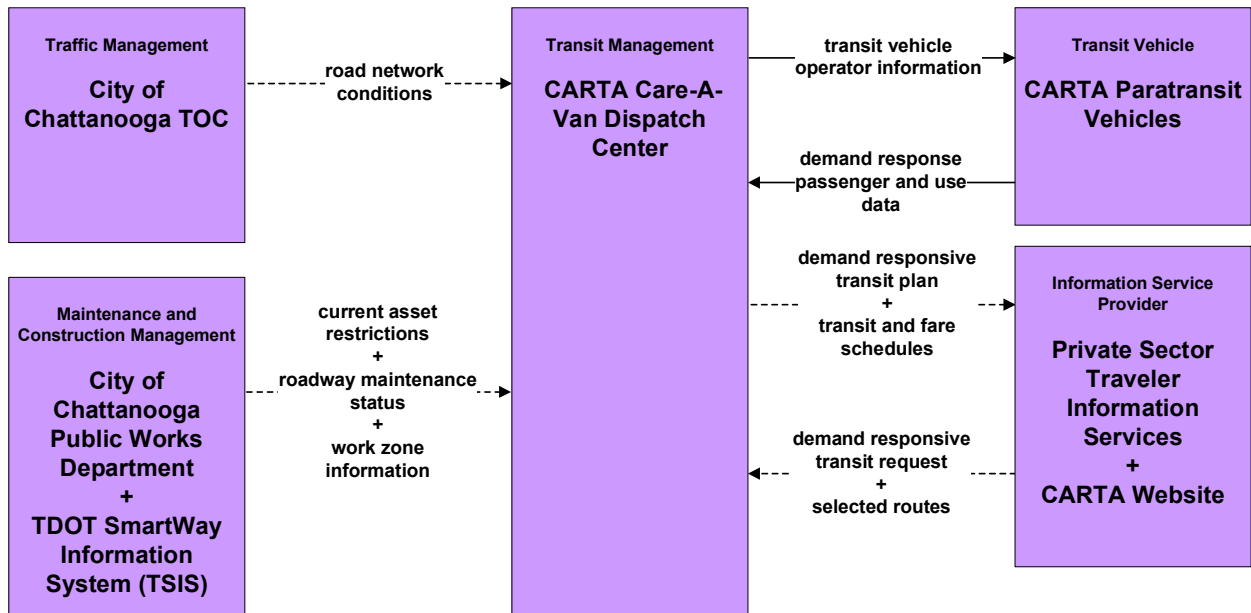 Traffic Management
City of
Chattanooga TOC
road network
conditions
Transit Management
CARTA Care-A-
Van Dispatch
Center
transit vehicle
operator information
Transit Vehicle
CARTA Paratransit
Vehicles
demand response
passenger and use
data
Maintenance and
Construction Management
City of
Chattanooga
Public Works
Department
+
TDOT SmartWay
Information
System (TSIS)
current asset
restrictions
+
roadway maintenance
status
+
work zone
information
demand responsive
transit plan
+
transit and fare
schedules
Information Service
Provider
Private Sector
Traveler
Information
Services
+
CARTA Website
demand responsive
transit request
+
selected routes